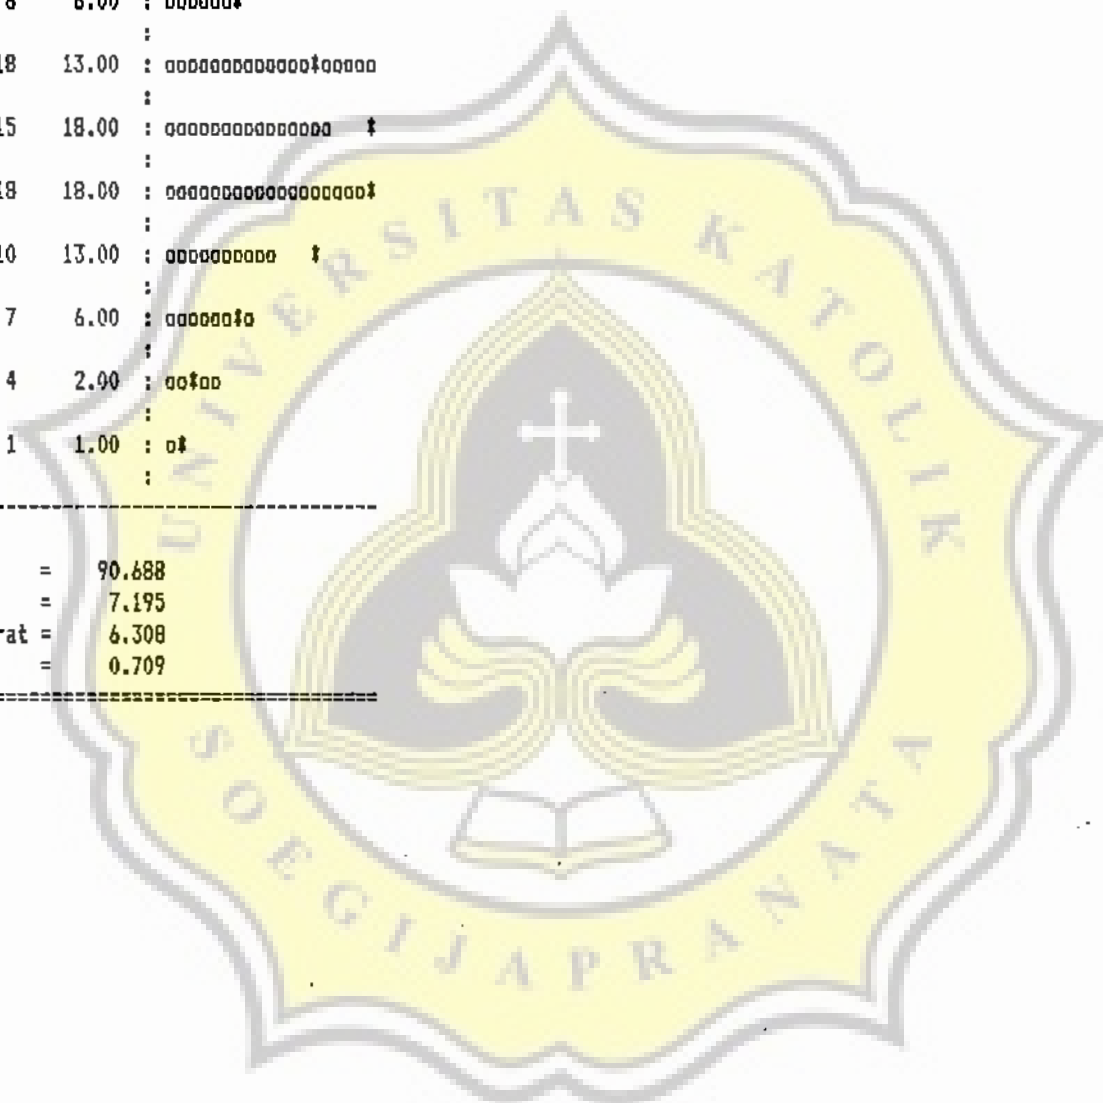 8 6.00 : ooooooo*
:
18 13.00 : ooooooooooooo*ooooo
:
15 18.00 : ooooooooooooooo   *
:
18 18.00 : oooooooooooooooooo*
:
10 13.00 : oooooooooo   *
:
7 6.00 : oooooo*o
:
4 2.00 : oo*oo
:
1 1.00 : o*
:
= 90.688
= 7.195
rat = 6.308
= 0.709
UNIVERSITAS KATOLIK
SOEGIJAPRANATA